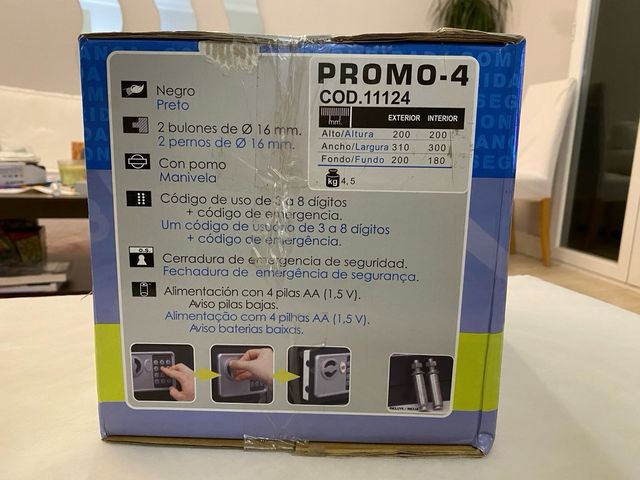 PROMO-4
COD.11124
mm. EXTERIOR INTERIOR
Alto/Altura 200 200
Ancho/Largura 310 300
Fondo/Fundo 200 180
kg 4,5
Negro
Preto
2 bulones de Ø 16 mm.
2 pernos de Ø 16 mm.
Con pomo
Manivela
Código de uso de 3 a 8 dígitos
+ código de emergencia.
Um código de usuário de 3 a 8 dígitos
+ código de emergência.
O.S.
Cerradura de emergencia de seguridad.
Fechadura de emergência de segurança.
Alimentación con 4 pilas AA (1,5 V).
Aviso pilas bajas.
Alimentação com 4 pilhas AA (1,5 V).
Aviso baterias baixas.